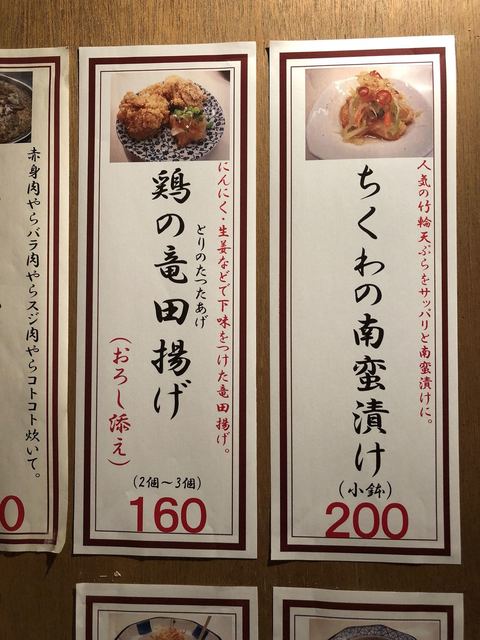 人気の竹輪天ぷらをサッパリと南蛮漬けに。
ちくわの南蛮漬け
(小鉢)
200
にんにく・生姜などで下味をつけた竜田揚げ。
とりのたつたあげ
鶏の竜田揚げ
(おろし添え)
(2個〜3個)
160
赤身肉やらバラ肉やらスジ肉やらコトコト炊いて。
0